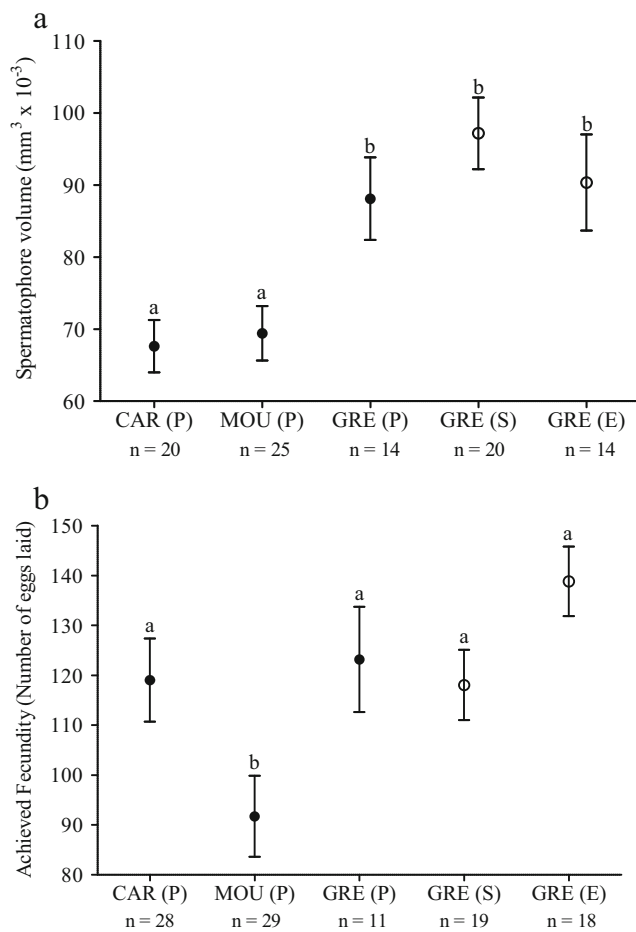 a
Spermatophore volume (mm³ x 10⁻³)
110
100
90
80
70
60
a
a
b
b
b
CAR (P) MOU (P) GRE (P) GRE (S) GRE (E)
n = 20 n = 25 n = 14 n = 20 n = 14
b
Achieved Fecundity (Number of eggs laid)
150
140
130
120
110
100
90
80
a
b
a
a
a
CAR (P) MOU (P) GRE (P) GRE (S) GRE (E)
n = 28 n = 29 n = 11 n = 19 n = 18